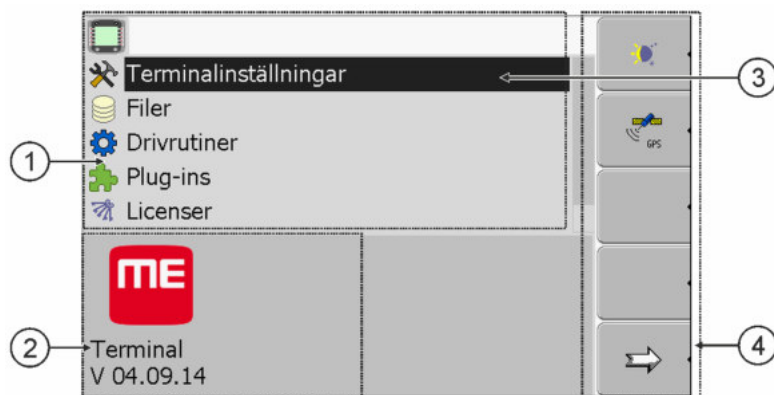 Terminalinställningar
Filer
Drivrutiner
Plug-ins
Licenser
ME
Terminal
V 04.09.14
GPS
1
2
3
4